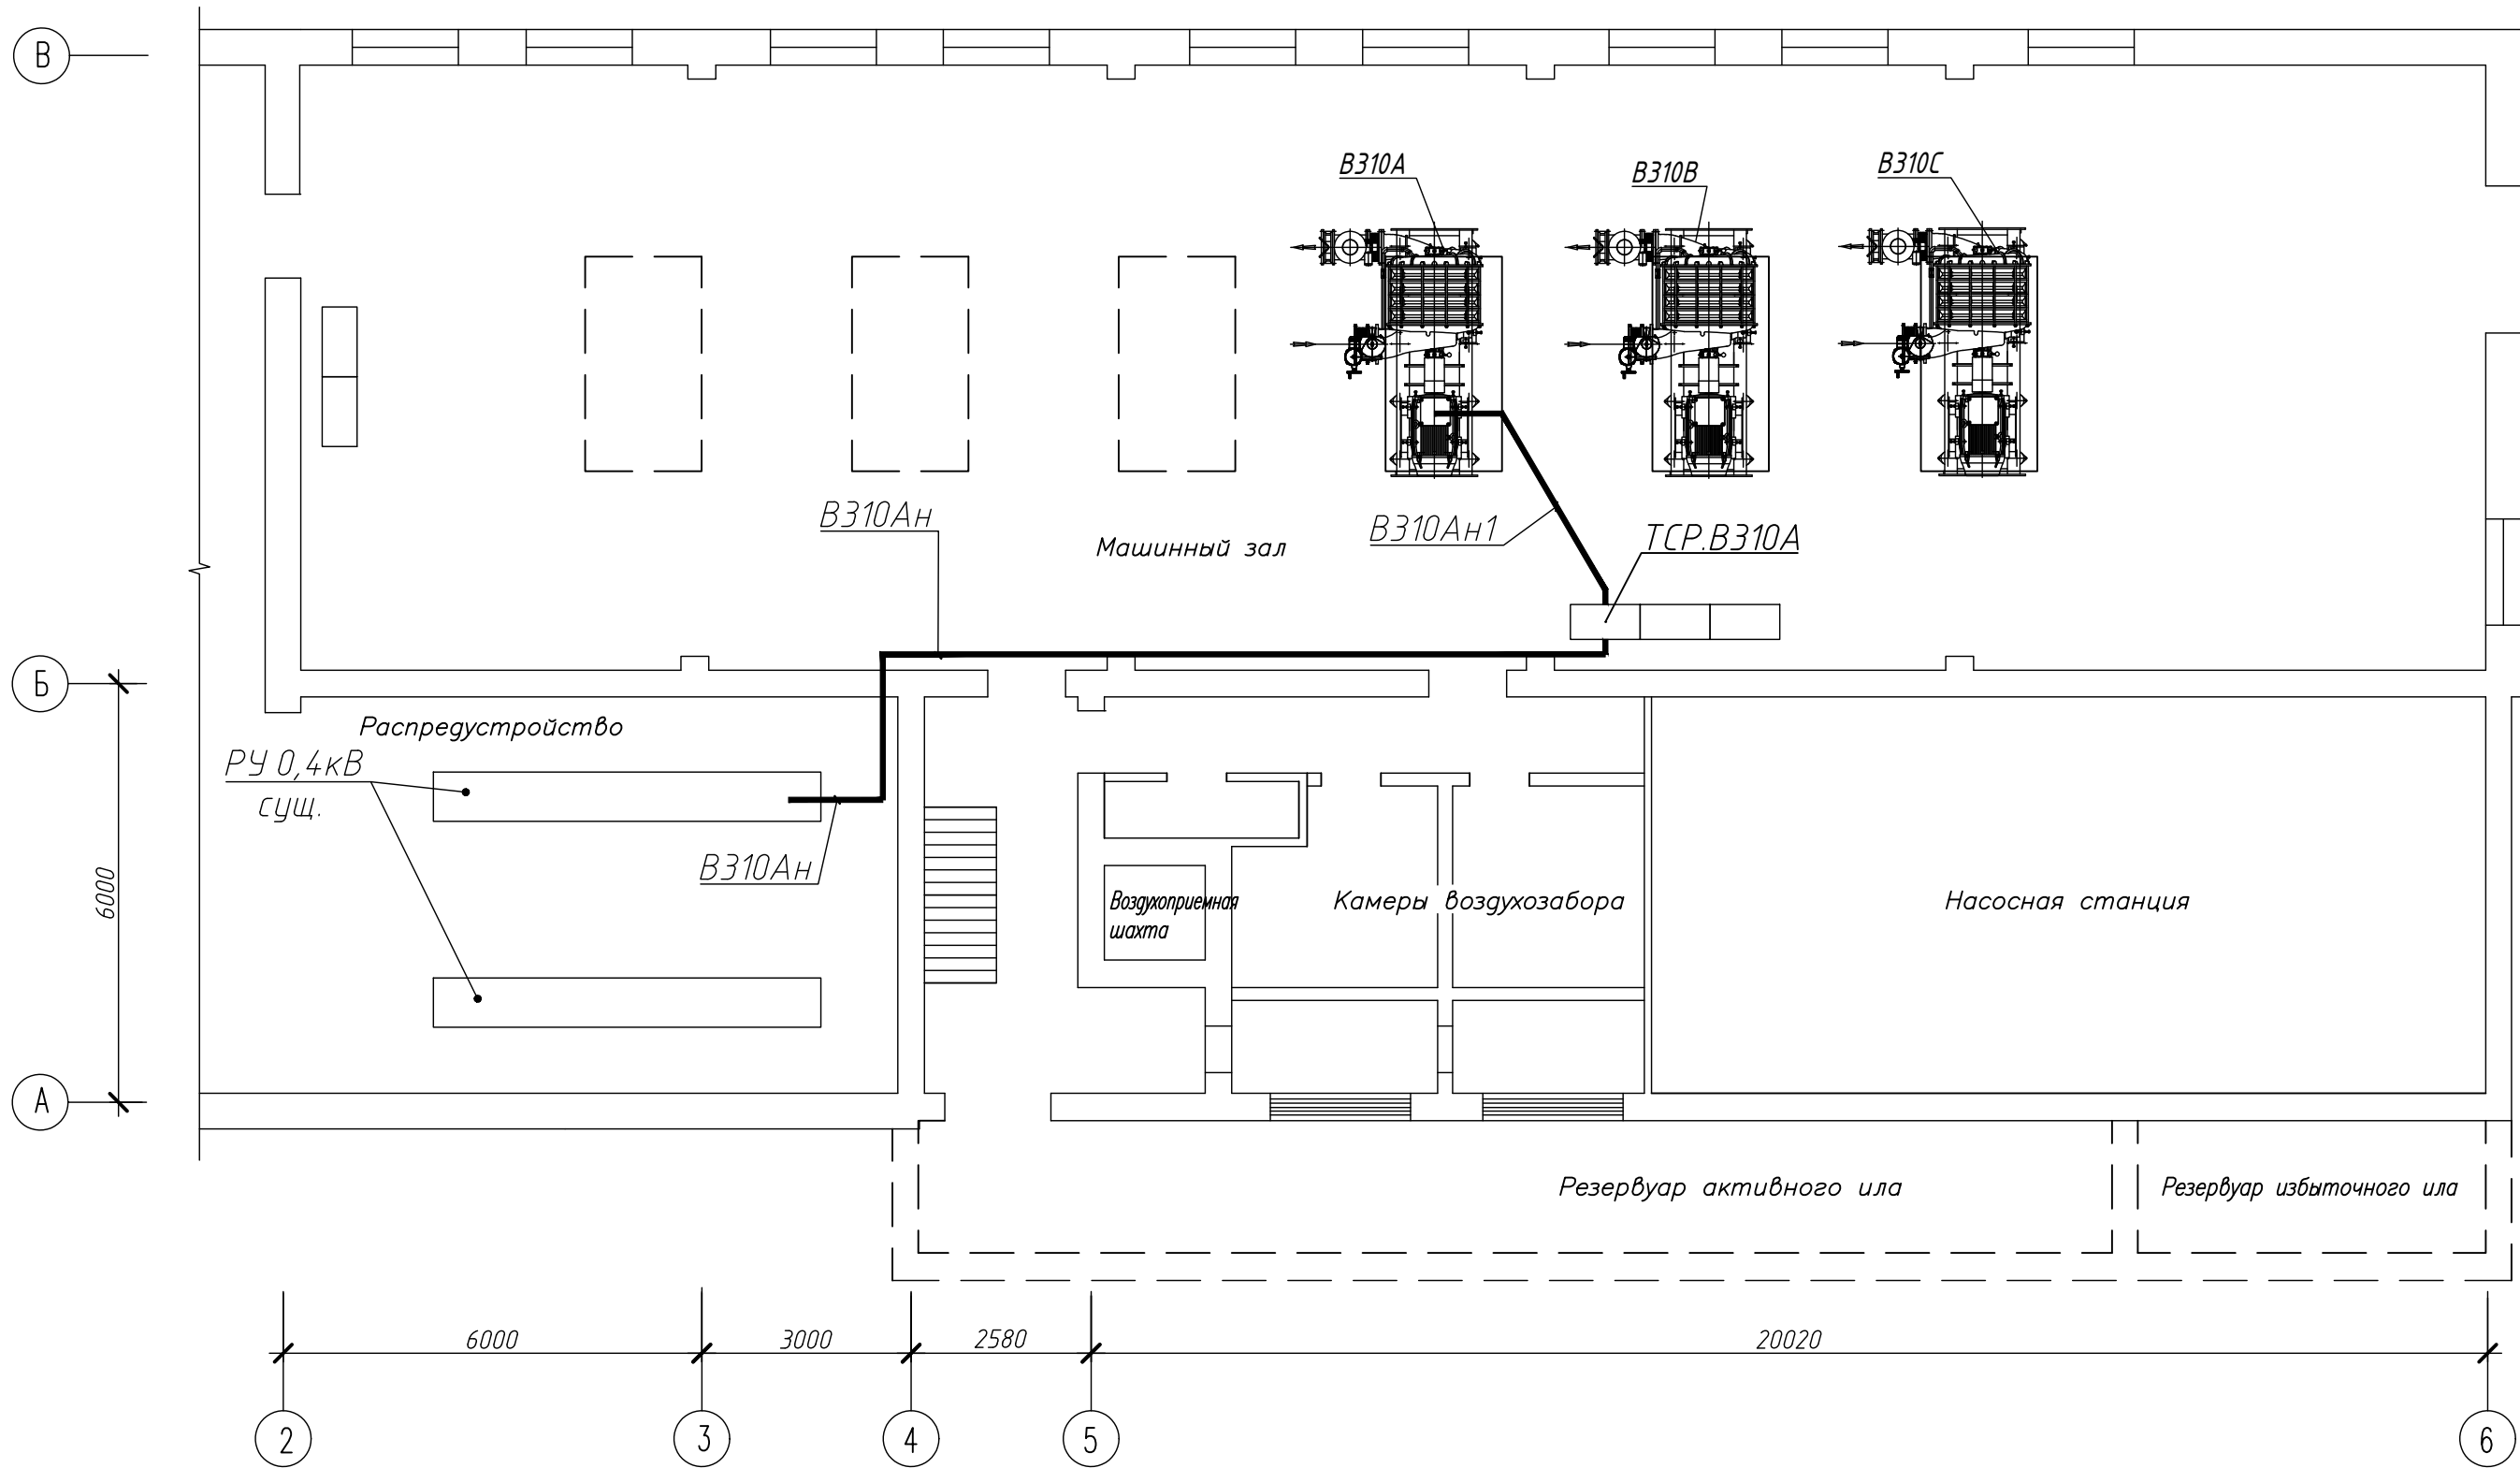 В
В310А
В310В
В310С
В310Ан
В310Ан1
ТСР.В310А
Машинный зал
Б
Распредустройство
РУ 0,4кВ
сущ.
В310Ан
6000
Воздухоприемная
шахта
Камеры воздухозабора
Насосная станция
А
Резервуар активного ила
Резервуар избыточного ила
6000
3000
2580
20020
2
3
4
5
6